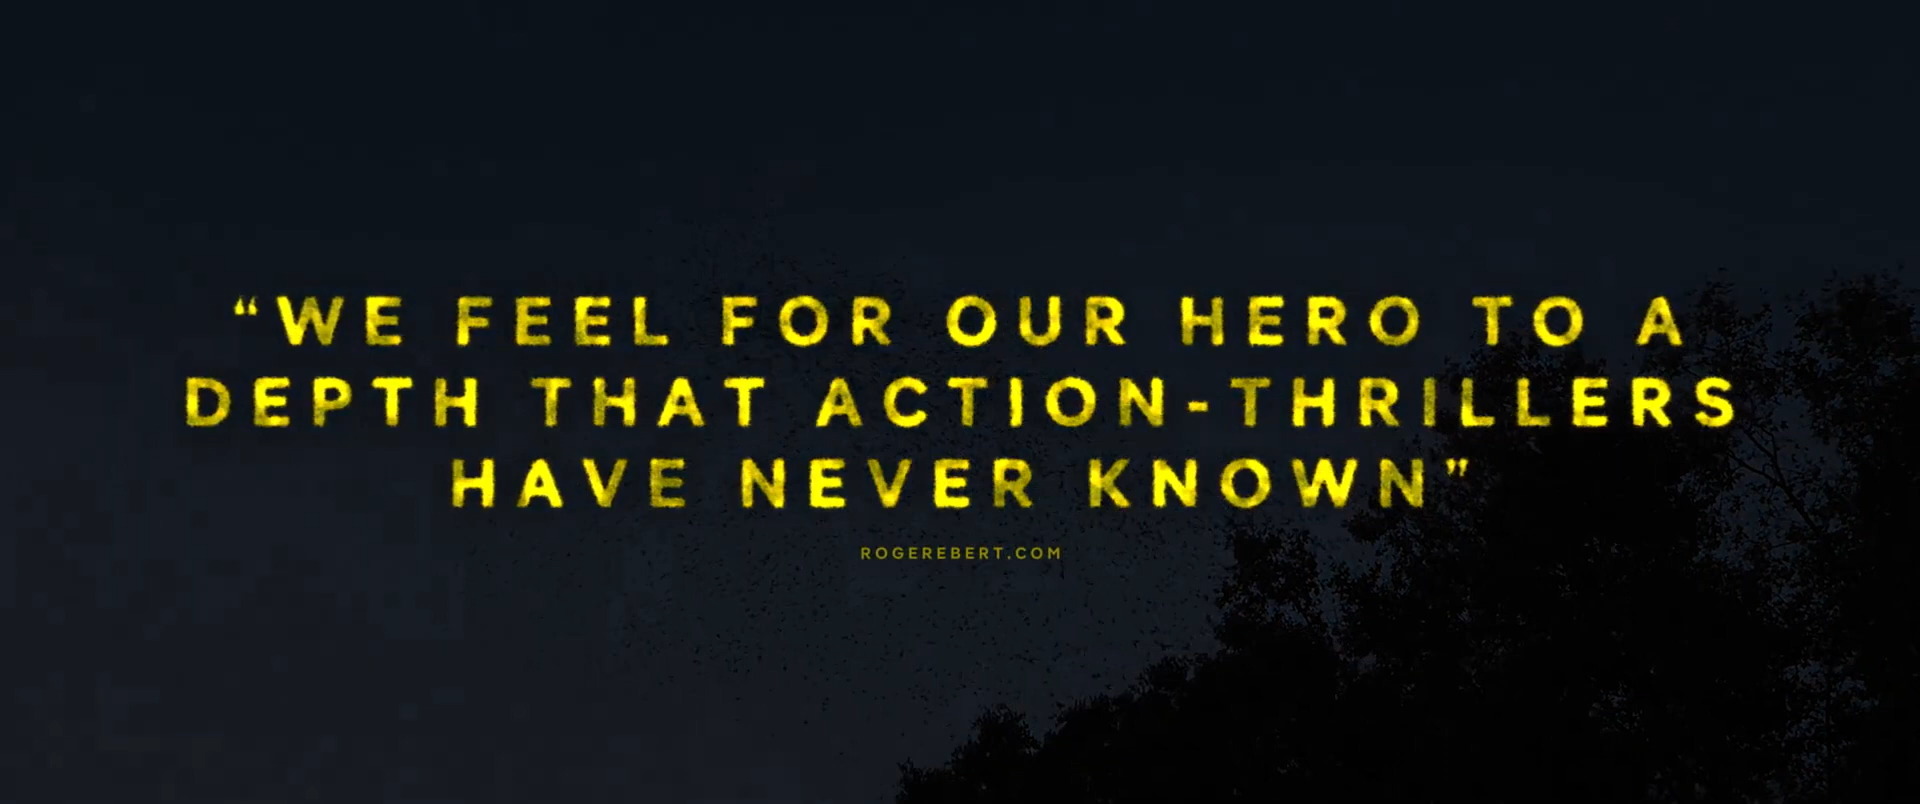 “WE FEEL FOR OUR HERO TO A
DEPTH THAT ACTION-THRILLERS
HAVE NEVER KNOWN”
ROGEREBERT.COM